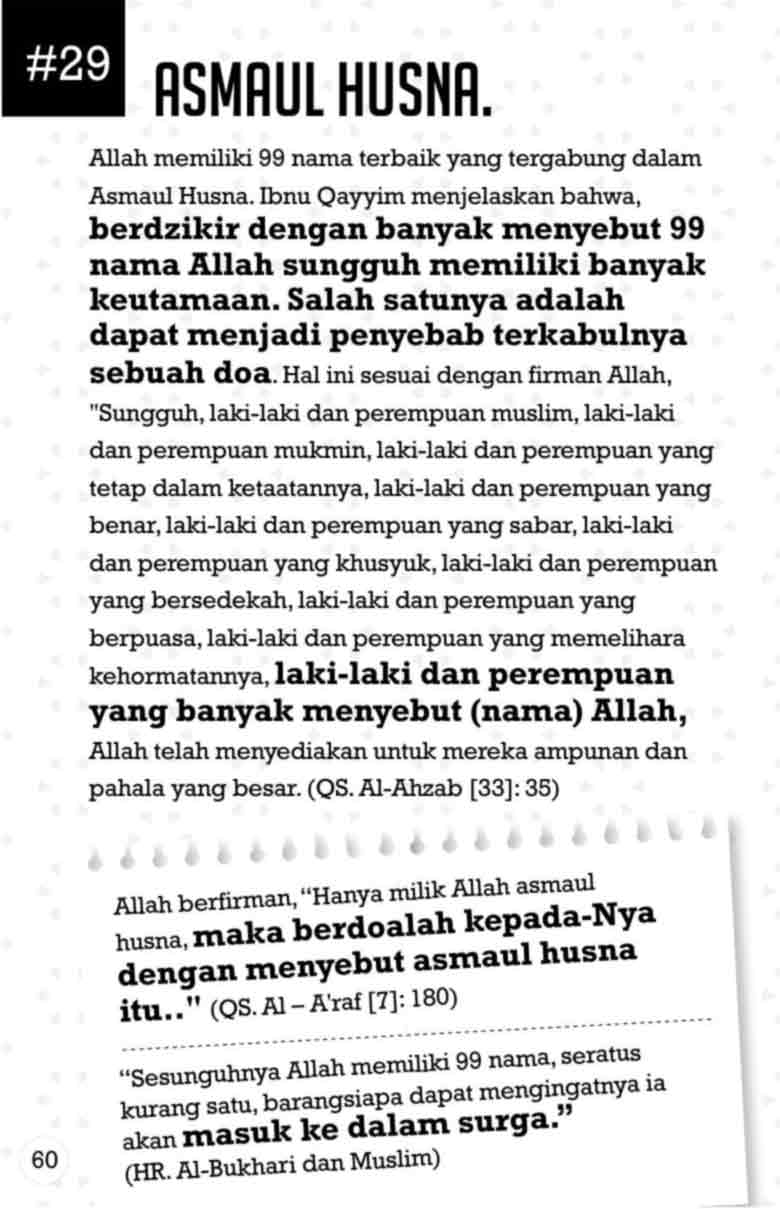 #29
ASMAUL HUSNA.
Allah memiliki 99 nama terbaik yang tergabung dalam
Asmaul Husna. Ibnu Qayyim menjelaskan bahwa,
berdzikir dengan banyak menyebut 99
nama Allah sungguh memiliki banyak
keutamaan. Salah satunya adalah
dapat menjadi penyebab terkabulnya
sebuah doa. Hal ini sesuai dengan firman Allah,
"Sungguh, laki-laki dan perempuan muslim, laki-laki
dan perempuan mukmin, laki-laki dan perempuan yang
tetap dalam ketaatannya, laki-laki dan perempuan yang
benar, laki-laki dan perempuan yang sabar, laki-laki
dan perempuan yang khusyuk, laki-laki dan perempuan
yang bersedekah, laki-laki dan perempuan yang
berpuasa, laki-laki dan perempuan yang memelihara
kehormatannya, laki-laki dan perempuan
yang banyak menyebut (nama) Allah,
Allah telah menyediakan untuk mereka ampunan dan
pahala yang besar. (QS. Al-Ahzab [33]: 35)
Allah berfirman, “Hanya milik Allah asmaul
husna, maka berdoalah kepada-Nya
dengan menyebut asmaul husna
itu.." (QS. Al – A'raf [7]: 180)
“Sesunguhnya Allah memiliki 99 nama, seratus
kurang satu, barangsiapa dapat mengingatnya ia
akan masuk ke dalam surga.”
(HR. Al-Bukhari dan Muslim)
60